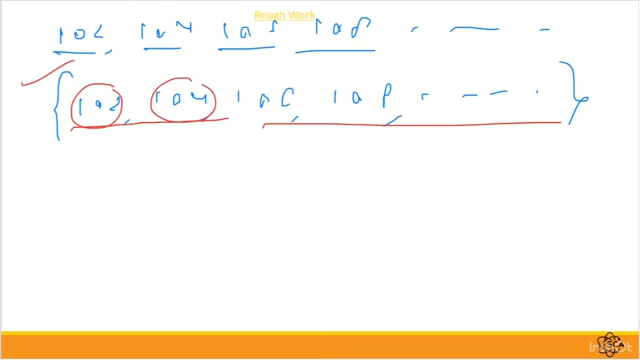 Rough Work
102, 104 106 108 . — -
{ 102, 104, 106, 108, . - - . }